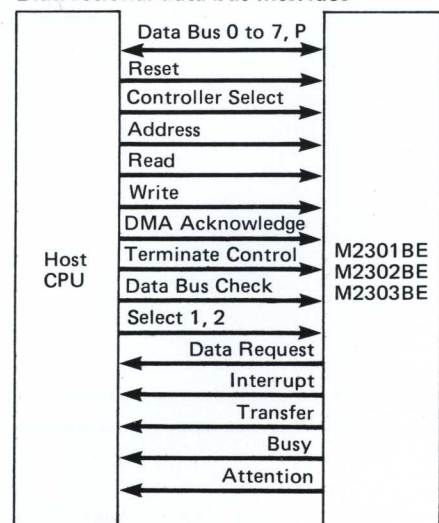 Data Bus 0 to 7, P
Reset
Controller Select
Address
Read
Write
DMA Acknowledge
Terminate Control
Data Bus Check
Select 1, 2
Data Request
Interrupt
Transfer
Busy
Attention
Host
CPU
M2301BE
M2302BE
M2303BE